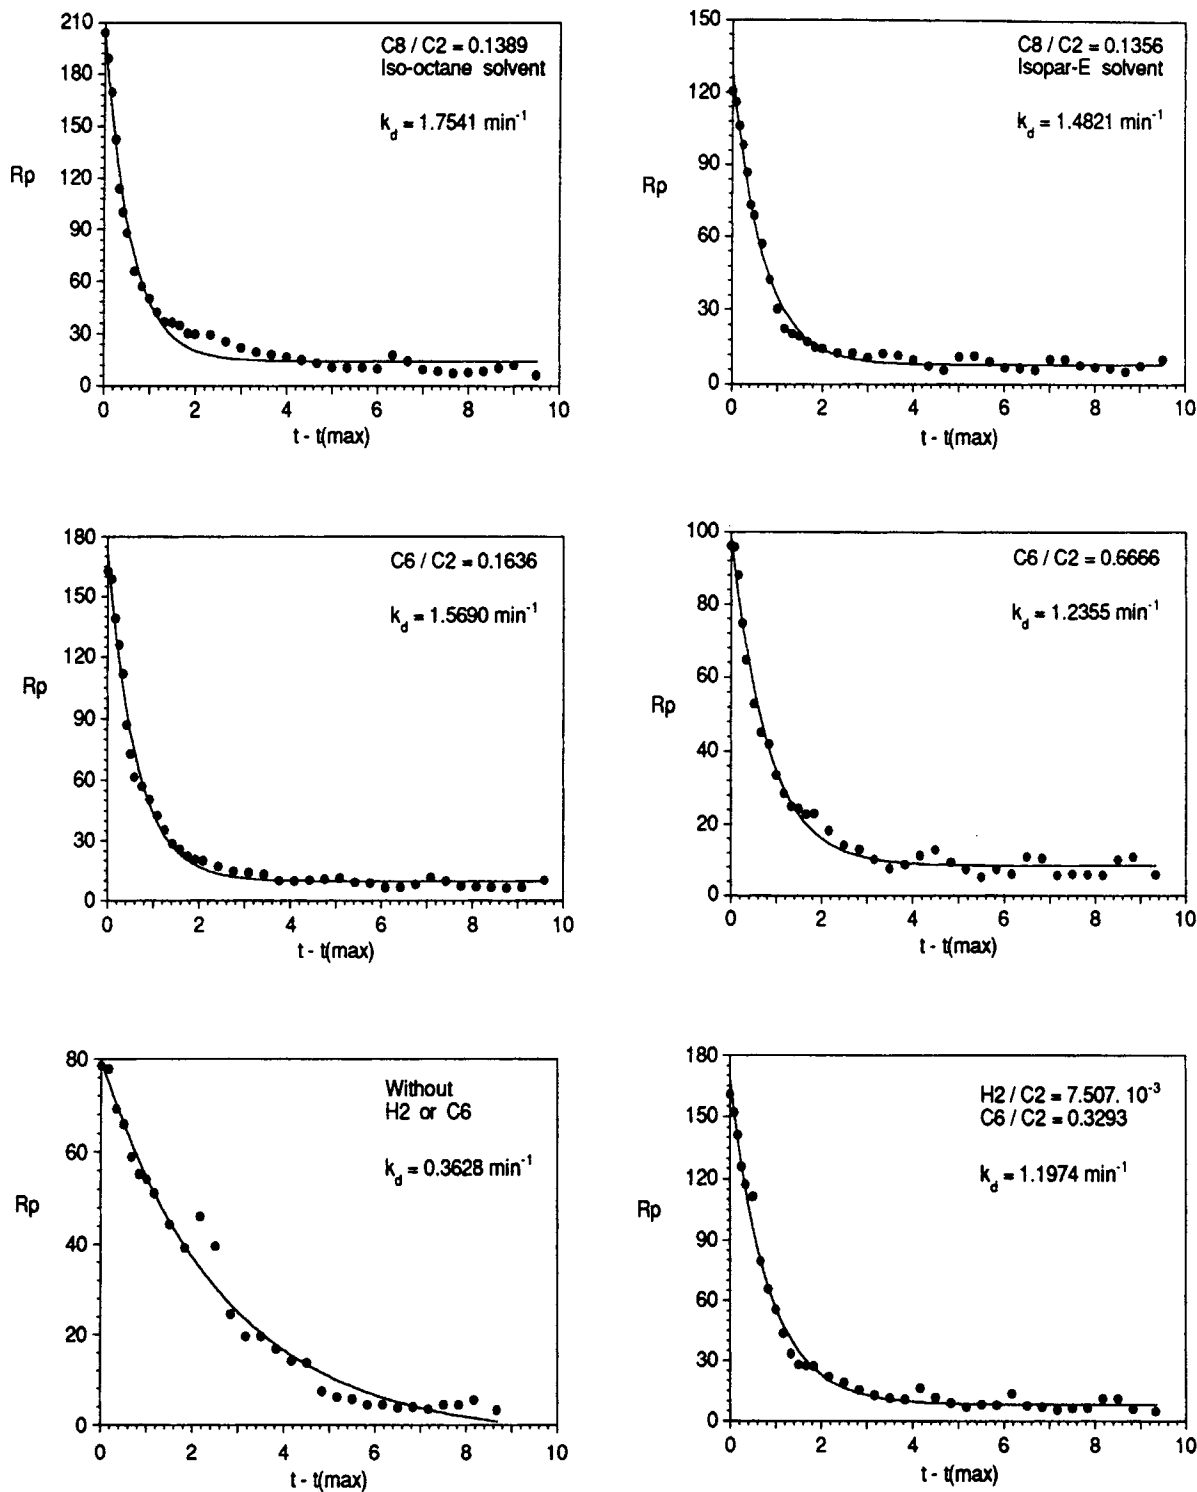 210
180
150
120
90
60
30
0
Rp
C8 / C2 = 0.1389
Iso-octane solvent
k_d = 1.7541 min⁻¹
0 2 4 6 8 10
t - t(max)
150
120
90
60
30
0
Rp
C8 / C2 = 0.1356
Isopar-E solvent
k_d = 1.4821 min⁻¹
0 2 4 6 8 10
t - t(max)
180
150
120
90
60
30
0
Rp
C6 / C2 = 0.1636
k_d = 1.5690 min⁻¹
0 2 4 6 8 10
t - t(max)
100
80
60
40
20
0
Rp
C6 / C2 = 0.6666
k_d = 1.2355 min⁻¹
0 2 4 6 8 10
t - t(max)
80
60
40
20
0
Rp
Without
H2 or C6
k_d = 0.3628 min⁻¹
0 2 4 6 8 10
t - t(max)
180
150
120
90
60
30
0
Rp
H2 / C2 = 7.507. 10⁻³
C6 / C2 = 0.3293
k_d = 1.1974 min⁻¹
0 2 4 6 8 10
t - t(max)